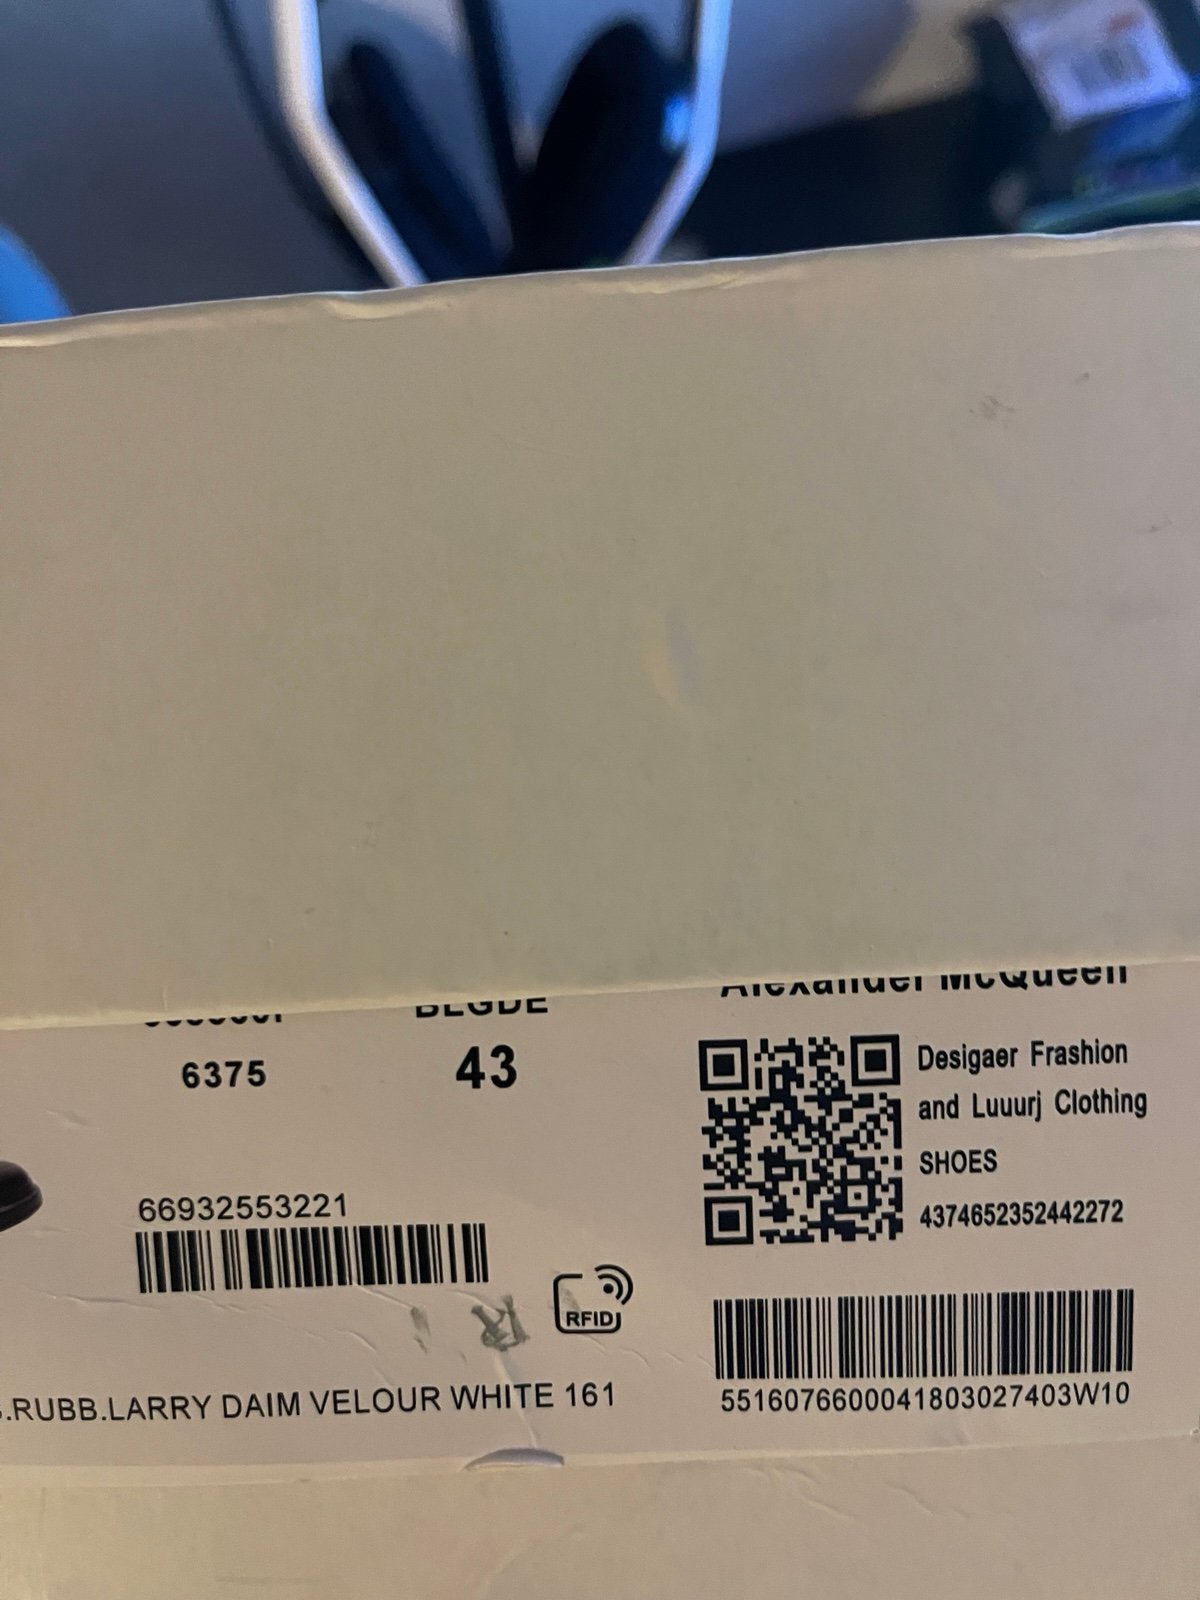 Alexander McQueen
6375
43
Desigaer Frashion
and Luuurj Clothing
SHOES
4374652352442272
66932553221
RFID
.RUBB.LARRY DAIM VELOUR WHITE 161
5516076600041803027403W10